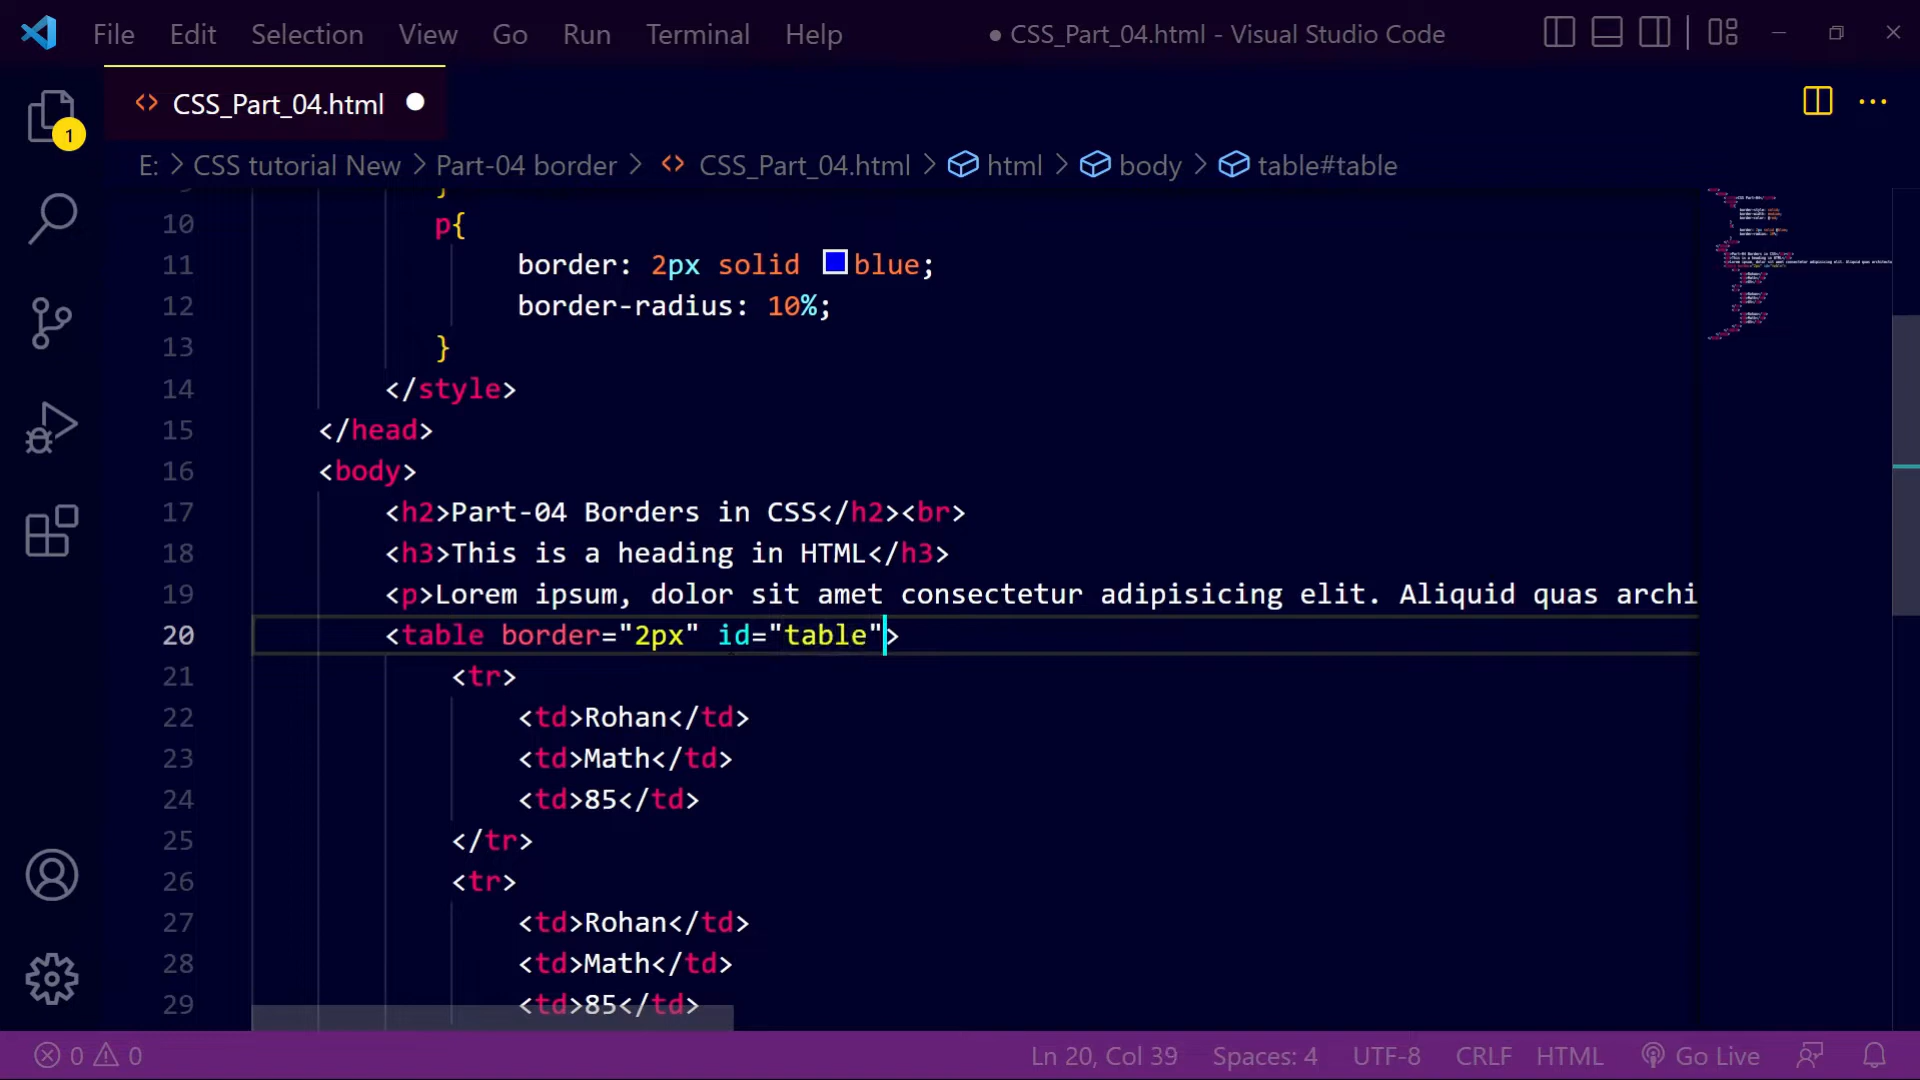 File Edit Selection View Go Run Terminal Help ● CSS_Part_04.html - Visual Studio Code
<> CSS_Part_04.html ●
1
E: > CSS tutorial New > Part-04 border > <> CSS_Part_04.html > html > body > table#table
}
10 p{
11 border: 2px solid blue;
12 border-radius: 10%;
13 }
14 </style>
15 </head>
16 <body>
17 <h2>Part-04 Borders in CSS</h2><br>
18 <h3>This is a heading in HTML</h3>
19 <p>Lorem ipsum, dolor sit amet consectetur adipisicing elit. Aliquid quas archi
20 <table border="2px" id="table">
21 <tr>
22 <td>Rohan</td>
23 <td>Math</td>
24 <td>85</td>
25 </tr>
26 <tr>
27 <td>Rohan</td>
28 <td>Math</td>
29 <td>85</td>
0 0 Ln 20, Col 39 Spaces: 4 UTF-8 CRLF HTML Go Live